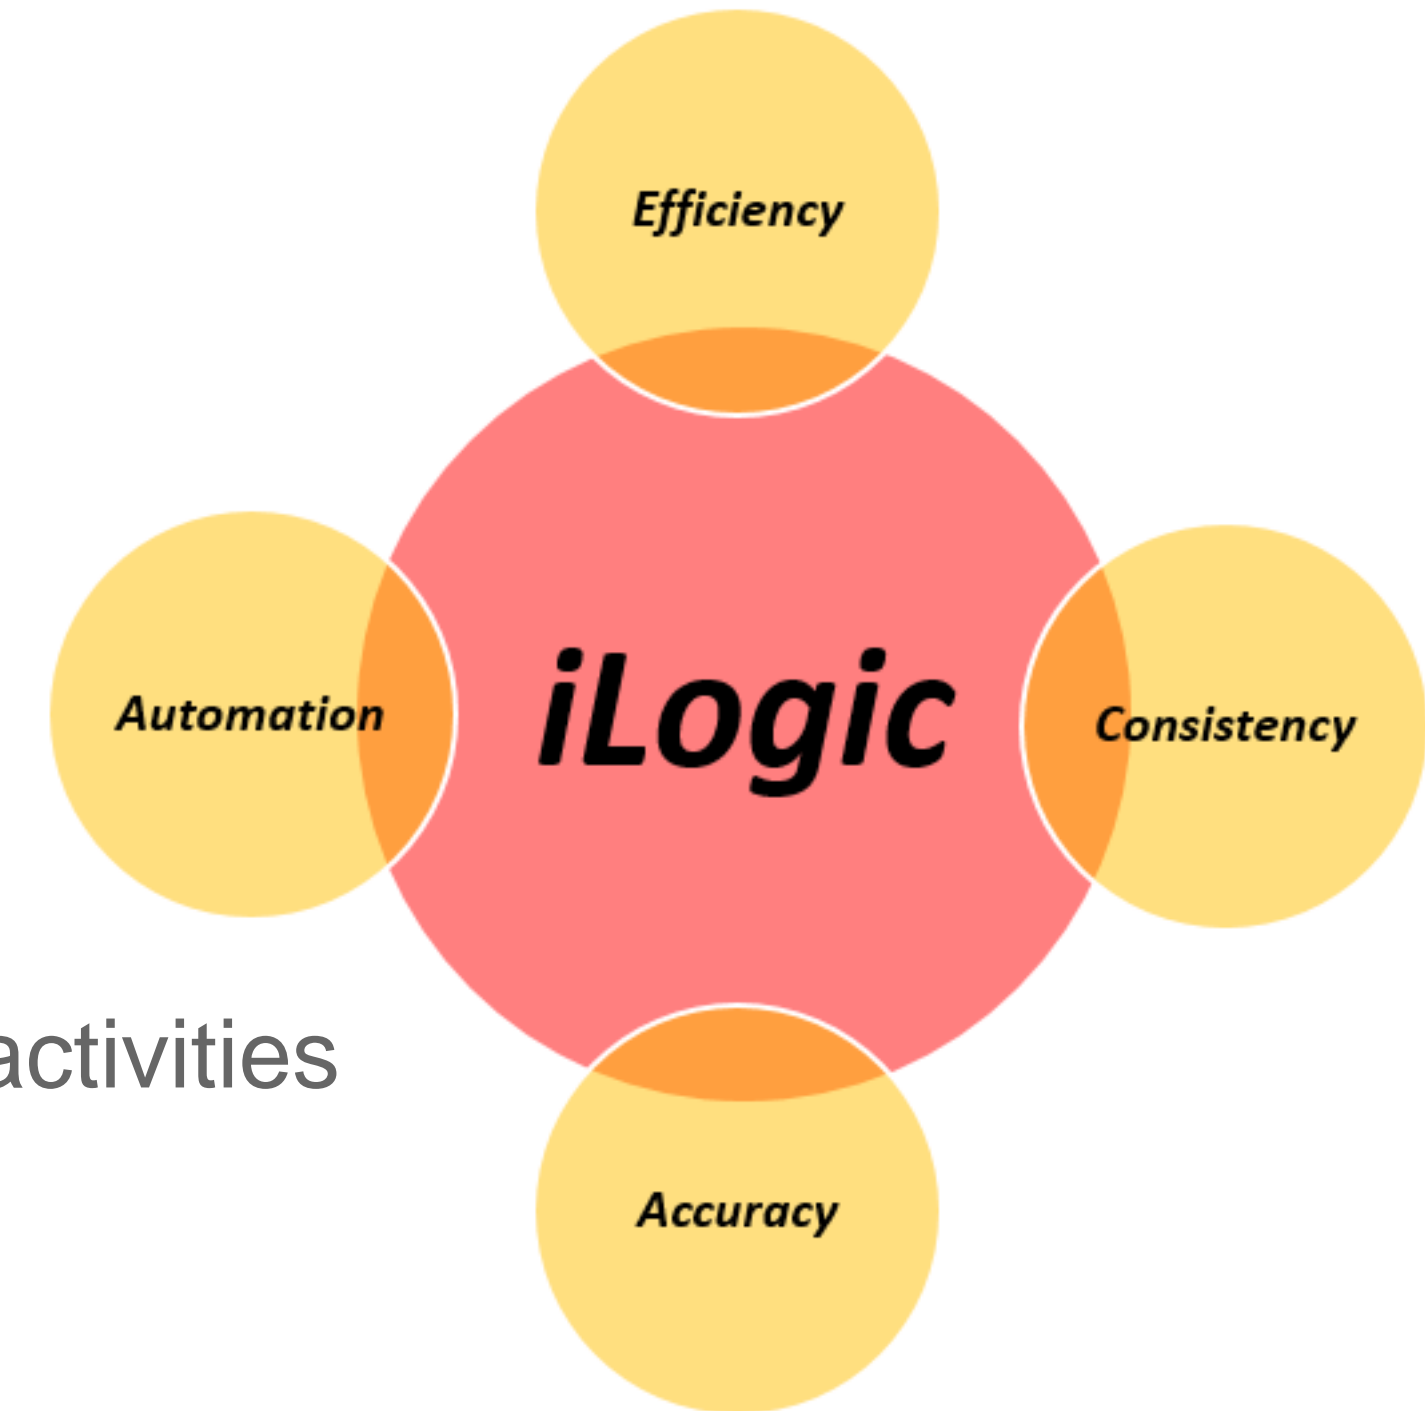 Efficiency
Automation
iLogic
Consistency
activities
Accuracy